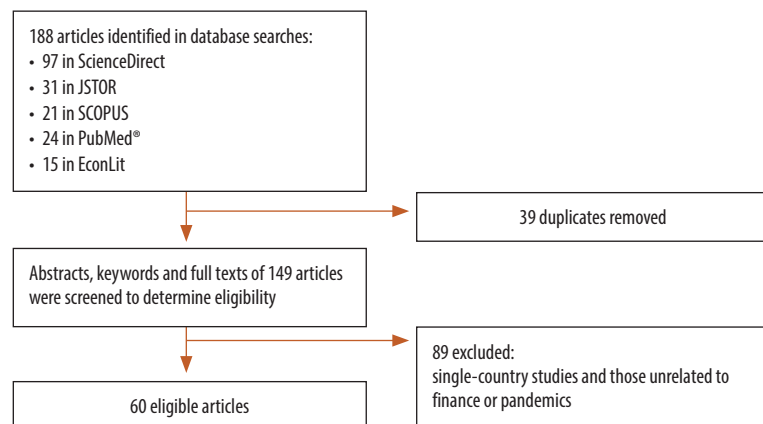 188 articles identified in database searches:
• 97 in ScienceDirect
• 31 in JSTOR
• 21 in SCOPUS
• 24 in PubMed®
• 15 in EconLit
39 duplicates removed
Abstracts, keywords and full texts of 149 articles
were screened to determine eligibility
89 excluded:
single-country studies and those unrelated to
finance or pandemics
60 eligible articles